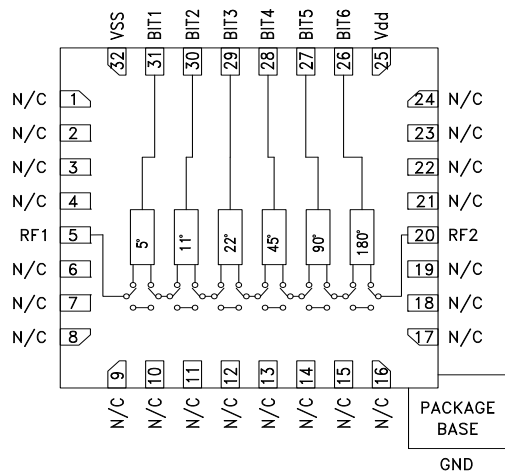 VSS BIT1 BIT2 BIT3 BIT4 BIT5 BIT6 Vdd
32 31 30 29 28 27 26 25
N/C 1 24 N/C
N/C 2 23 N/C
N/C 3 22 N/C
N/C 4 21 N/C
RF1 5 20 RF2
5° 11° 22° 45° 90° 180°
N/C 6 19 N/C
N/C 7 18 N/C
N/C 8 17 N/C
9 10 11 12 13 14 15 16
N/C N/C N/C N/C N/C N/C N/C N/C
PACKAGE
BASE
GND